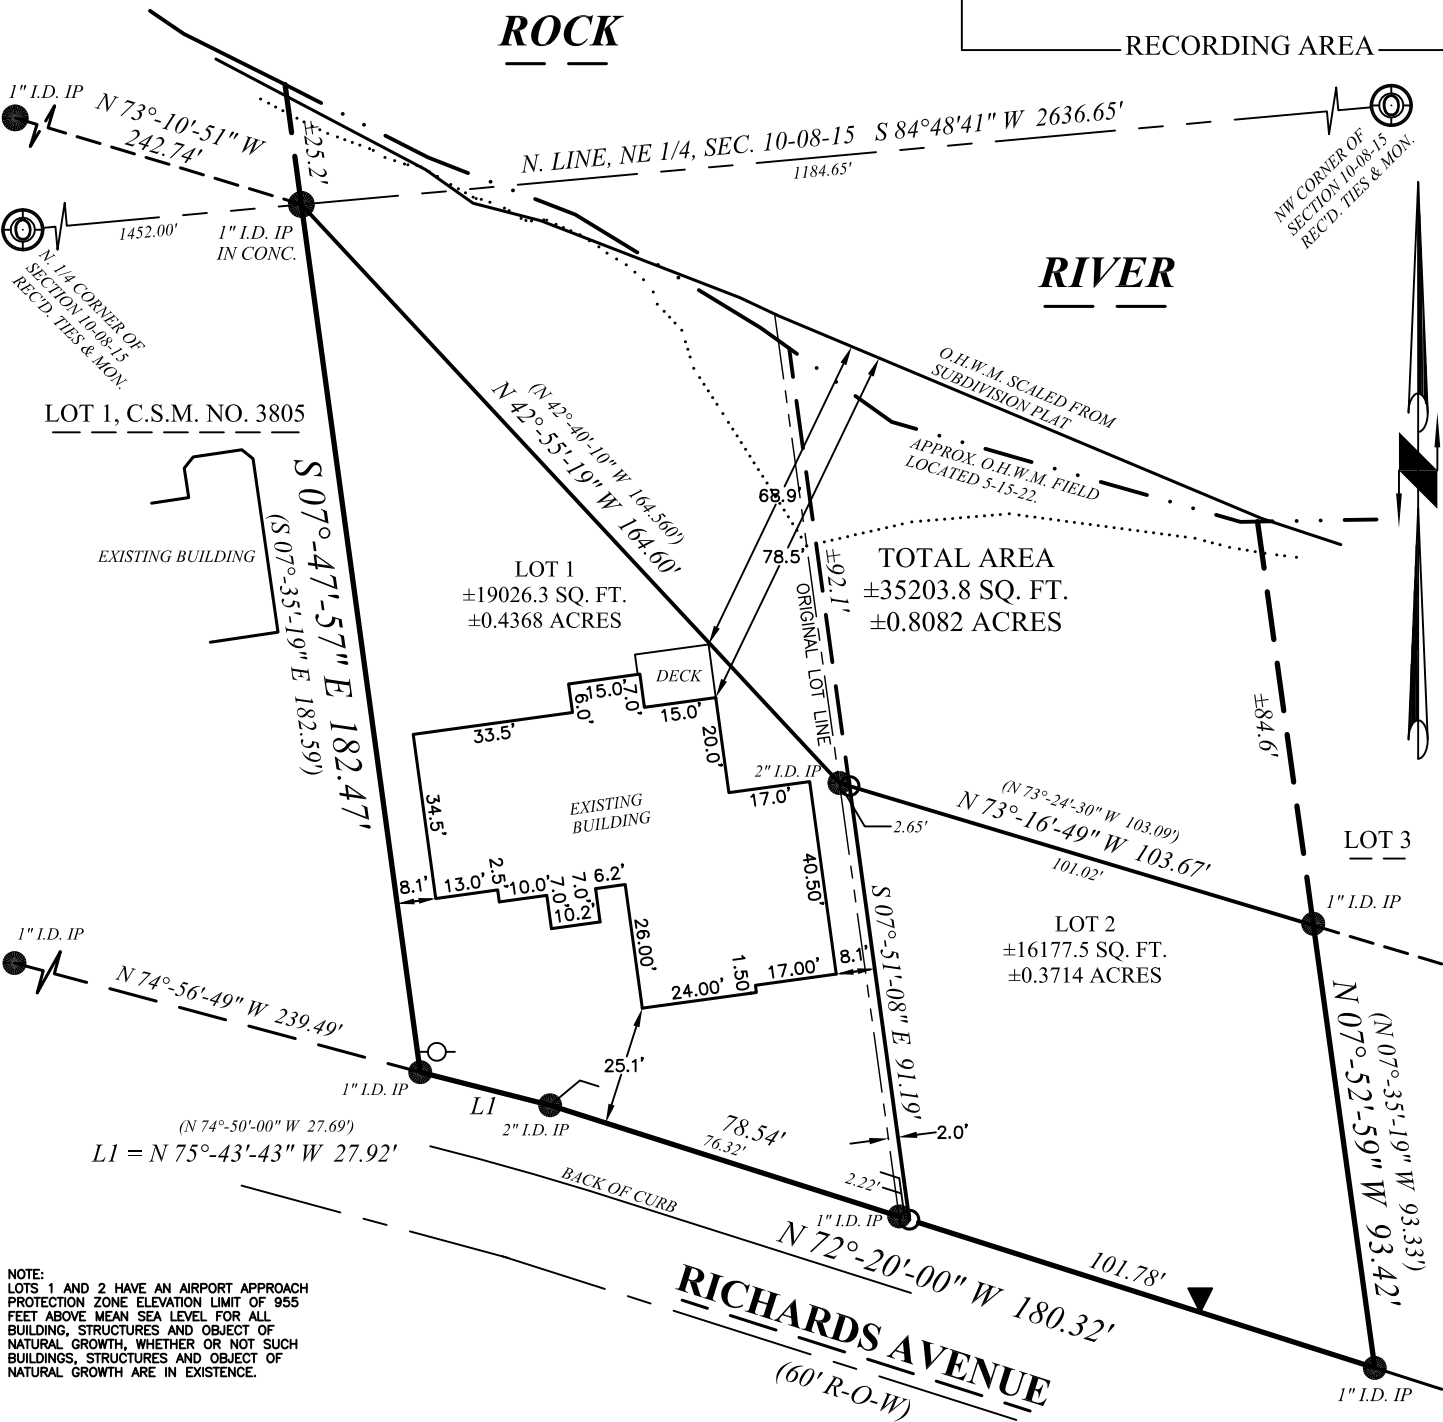 ROCK
RECORDING AREA
1" I.D. IP
N 73°-10'-51" W
242.74'
±25.2'
N. LINE, NE 1/4, SEC. 10-08-15   S 84°48'41" W  2636.65'
1184.65'
NW CORNER OF
SECTION 10-08-15
REC'D. TIES & MON.
1452.00'
1" I.D. IP
IN CONC.
N. 1/4 CORNER OF
SECTION 10-08-15
REC'D. TIES & MON.
RIVER
O.H.W.M. SCALED FROM
SUBDIVISION PLAT
APPROX. O.H.W.M. FIELD
LOCATED 5-15-22.
LOT 1, C.S.M. NO. 3805
EXISTING BUILDING
S 07°-47'-57" E  182.47'
(S 07°-35'-19" E  182.59')
(N 42°-40'-10" W  164.560')
N 42°-55'-19" W  164.60'
68.9'
78.5'
LOT 1
±19026.3 SQ. FT.
±0.4368 ACRES
TOTAL AREA
±35203.8 SQ. FT.
±0.8082 ACRES
±92.1'
ORIGINAL LOT LINE
±84.6'
DECK
15.0'
7.0'
6.0'
15.0'
33.5'
20.0'
2" I.D. IP
17.0'
2.65'
34.5'
EXISTING
BUILDING
40.50'
(N 73°-24'-30" W  103.09')
N 73°-16'-49" W  103.67'
101.02'
LOT 3
1" I.D. IP
8.1'
13.0'
2.5'
10.0'
7.0'
7.0'
6.2'
10.2'
26.00'
24.00'
1.50'
17.00'
8.1'
S 07°-51'-08" E  91.19'
LOT 2
±16177.5 SQ. FT.
±0.3714 ACRES
N 07°-52'-59" W  93.42'
(N 07°-35'-19" W  93.33')
1" I.D. IP
N 74°-56'-49" W  239.49'
25.1'
1" I.D. IP
L1
2" I.D. IP
(N 74°-50'-00" W  27.69')
L1 = N 75°-43'-43" W  27.92'
78.54'
76.32'
2.0'
2.22'
BACK OF CURB
1" I.D. IP
N 72°-20'-00" W  180.32'
101.78'
RICHARDS AVENUE
(60' R-O-W)
1" I.D. IP
NOTE:
LOTS 1 AND 2 HAVE AN AIRPORT APPROACH
PROTECTION ZONE ELEVATION LIMIT OF 955
FEET ABOVE MEAN SEA LEVEL FOR ALL
BUILDING, STRUCTURES AND OBJECT OF
NATURAL GROWTH, WHETHER OR NOT SUCH
BUILDINGS, STRUCTURES AND OBJECT OF
NATURAL GROWTH ARE IN EXISTENCE.